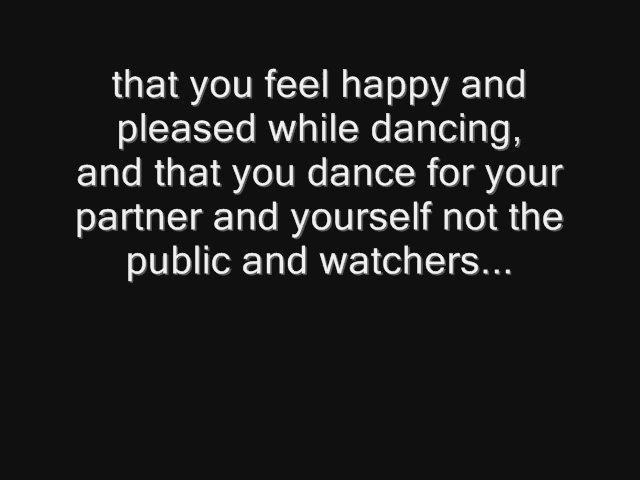 that you feel happy and
pleased while dancing,
and that you dance for your
partner and yourself not the
public and watchers...